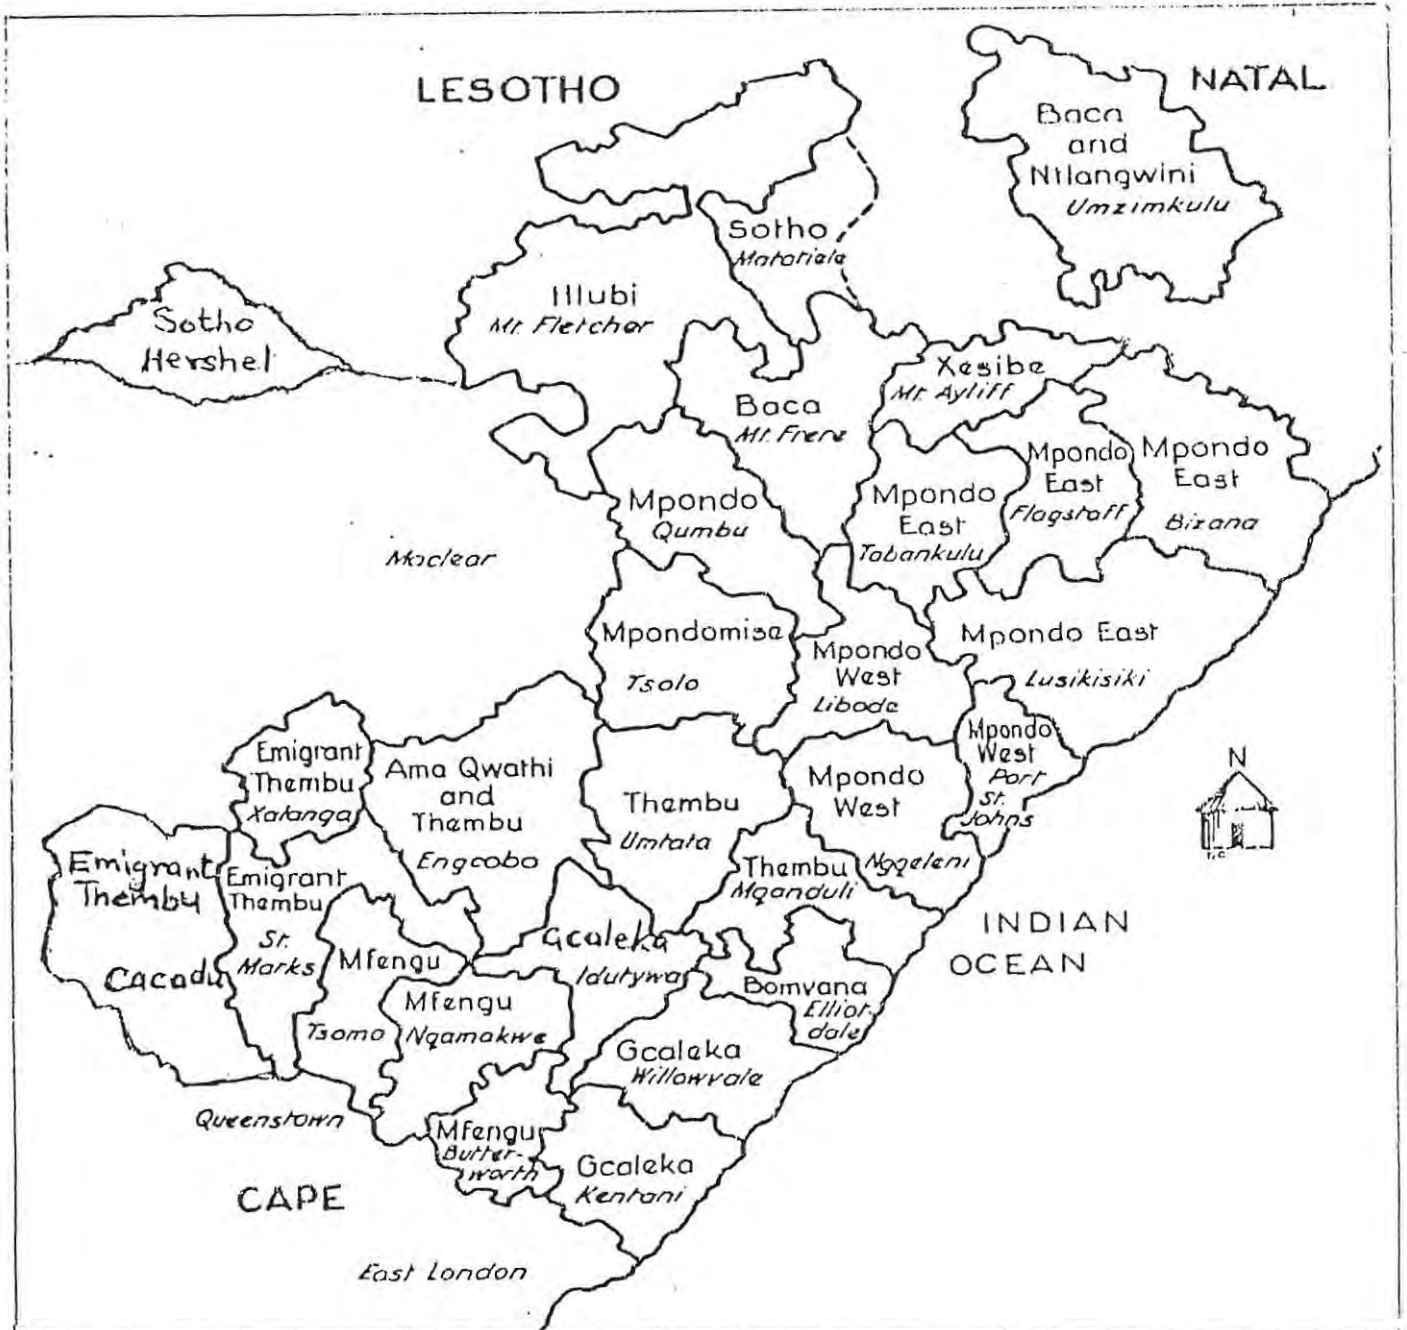 LESOTHO
NATAL
Baca
and
Ntlangwini
Umzimkulu
Sotho
Matatiele
Hlubi
Mt. Fletcher
Sotho
Hershel
Xesibe
Mt. Ayliff
Baca
Mt. Frere
Mpondo
East
Flagstaff
Mpondo
East
Bizana
Mpondo
Qumbu
Mpondo
East
Tabankulu
Maclear
Mpondomise
Tsolo
Mpondo
West
Libode
Mpondo East
Lusikisiki
Mpondo
West
Port
St.
Johns
N
Emigrant
Thembu
Xalanga
Ama Qwathi
and
Thembu
Engcobo
Thembu
Umtata
Mpondo
West
Nqqeleni
Emigrant
Thembu
Cacadu
Emigrant
Thembu
St.
Marks
Thembu
Mqanduli
INDIAN
OCEAN
Mfengu
Tsomo
Gcaleka
Idutywa
Mfengu
Nqamakwe
Bomvana
Elliot-
dale
Gcaleka
Willowvale
Queenstown
Mfengu
Butter-
worth
Gcaleka
Kentani
CAPE
East London